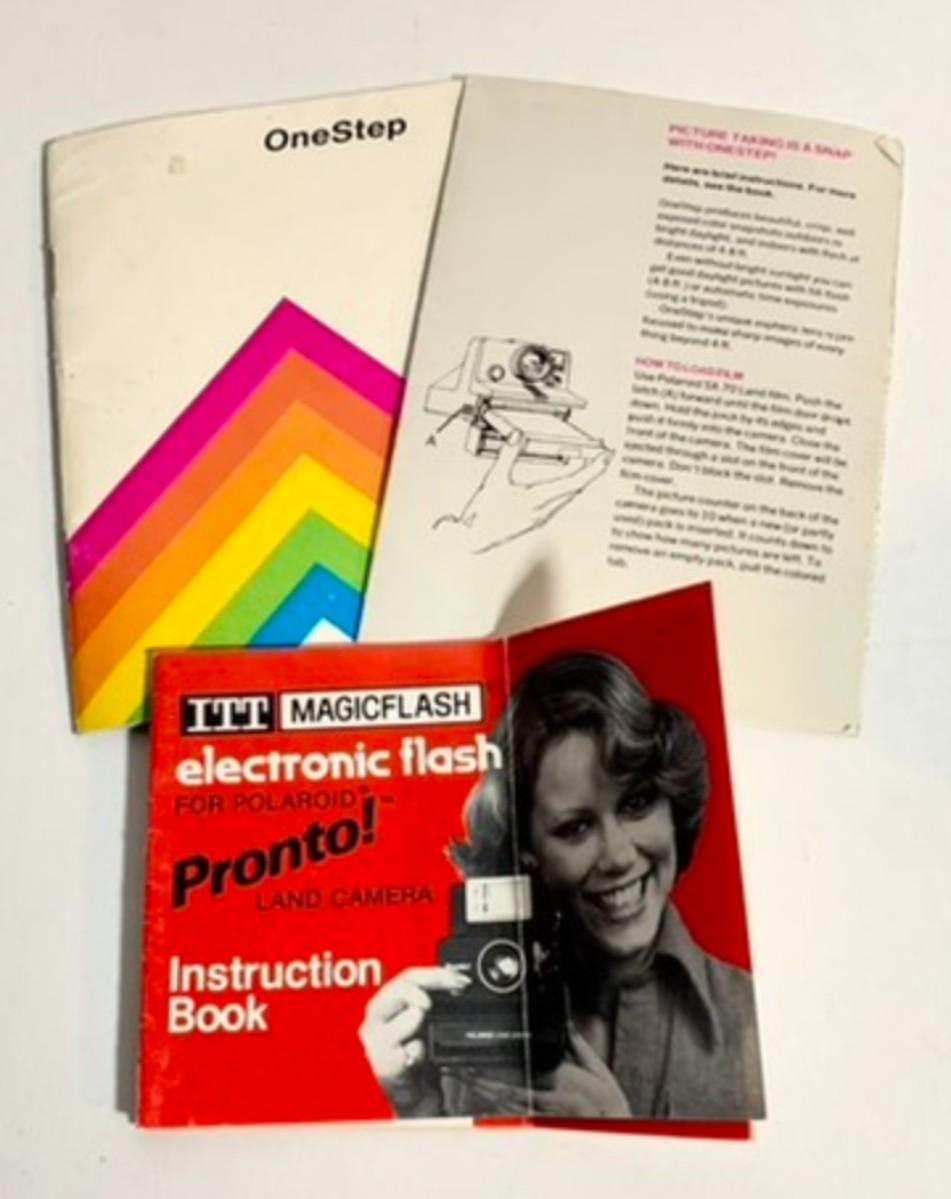 OneStep
PICTURE TAKING IS A SNAP
WITH ONESTEP!
Here are brief instructions. For more
details, see the book.
OneStep produces beautiful, crisp, well
exposed color snapshots outdoors in
bright daylight, and indoors with flash at
distances of 4-8 ft.
Even without bright sunlight you can
get good daylight pictures with fill-flash
(4-8 ft.) or automatic time exposures
(using a tripod).
OneStep's unique aspheric lens is pre-
focused to make sharp images of every-
thing beyond 4 ft.
HOW TO LOAD FILM
Use Polaroid SX-70 Land film. Push the
latch (A) forward until the film door drops
down. Hold the pack by its edges and
push it firmly into the camera. Close the
front of the camera. The film cover will be
ejected through a slot on the front of the
camera. Don't block the slot. Remove the
film cover.
The picture counter on the back of the
camera goes to 10 when a new (or partly
used) pack is inserted. It counts down to
to show how many pictures are left. To
remove an empty pack, pull the colored
tab.
A
ITT MAGICFLASH
electronic flash
FOR POLAROID®™
Pronto!
LAND CAMERA
Instruction
Book